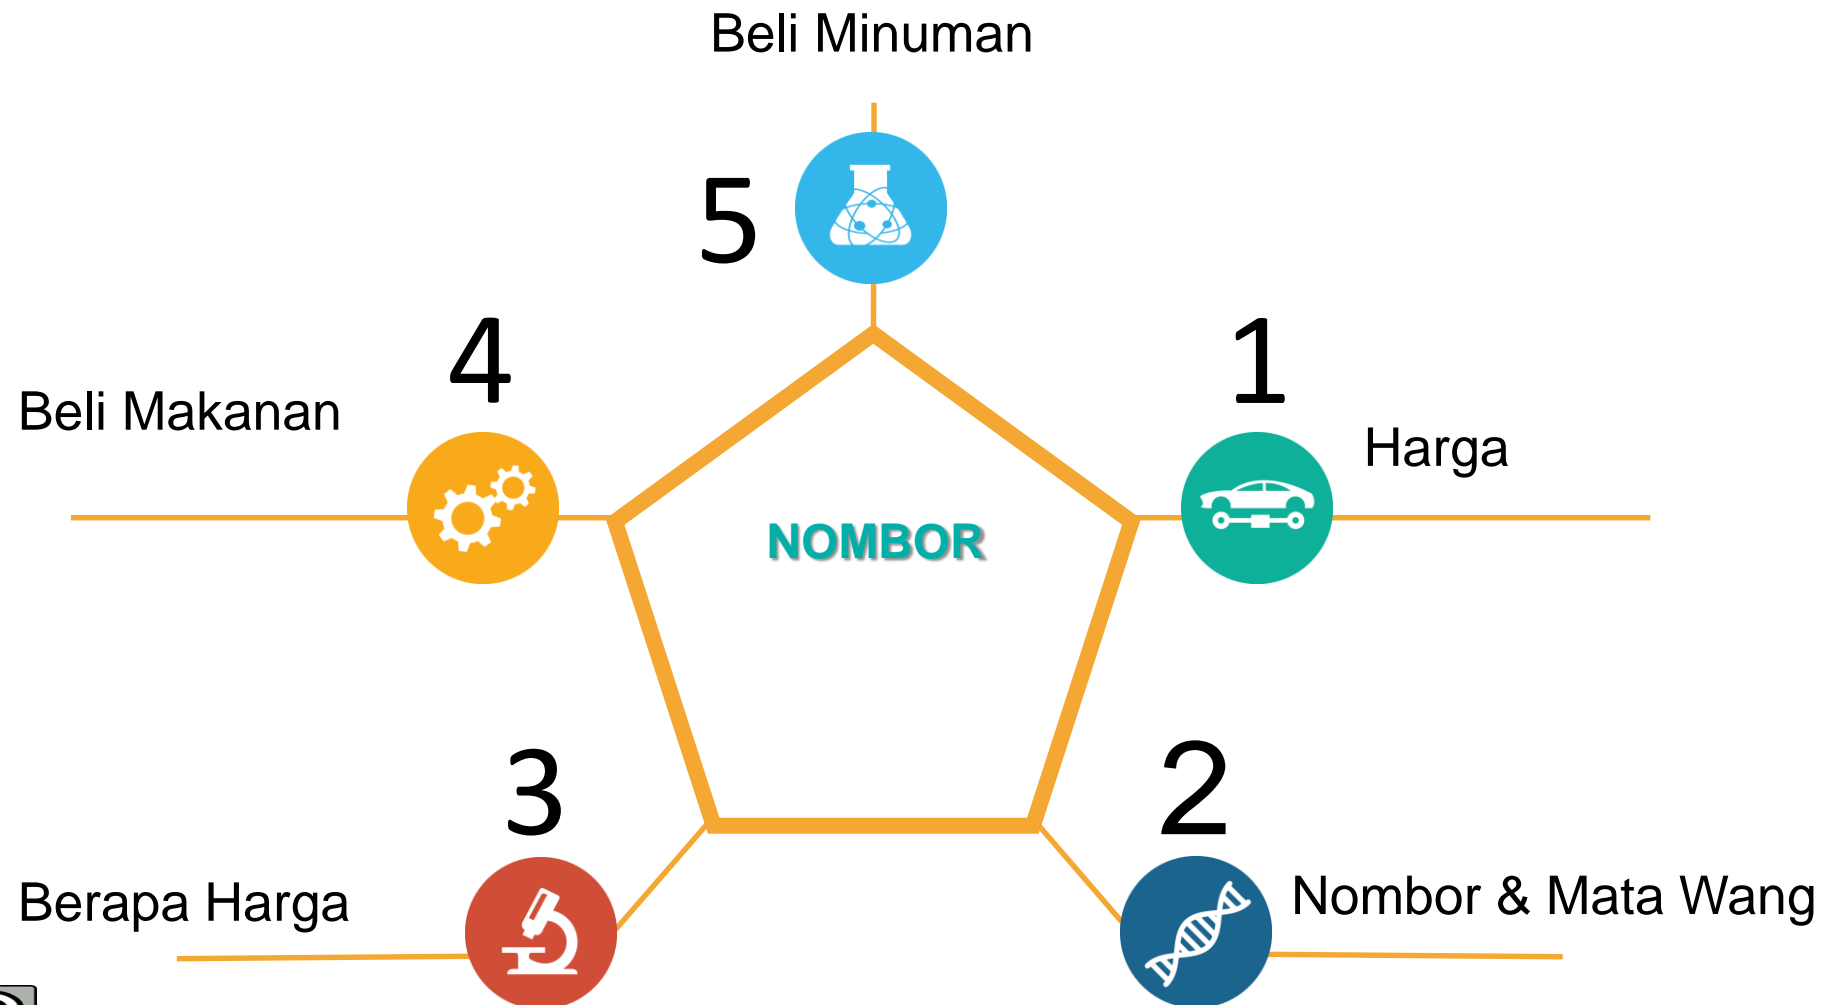 Beli Minuman
5
4
1
Beli Makanan
Harga
NOMBOR
3
2
Berapa Harga
Nombor & Mata Wang